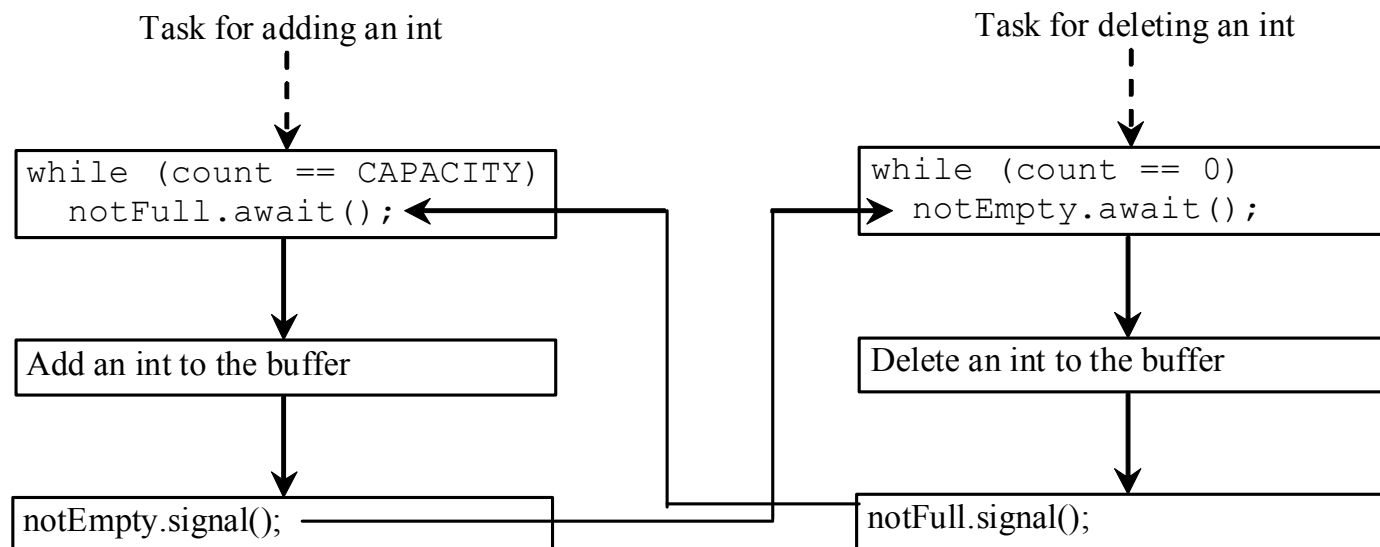 Task for adding an int
while (count == CAPACITY)
notFull.await();
Add an int to the buffer
notEmpty.signal();
Task for deleting an int
while (count == 0)
notEmpty.await();
Delete an int to the buffer
notFull.signal();